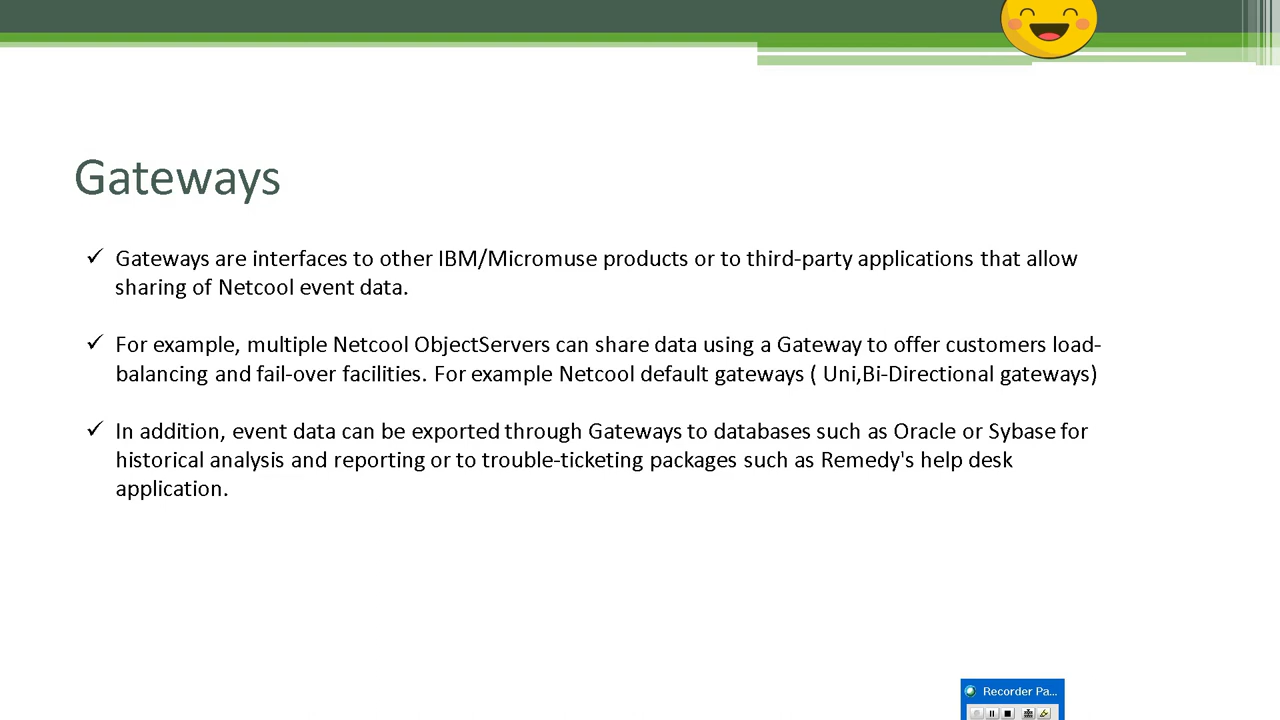 Gateways
✓ Gateways are interfaces to other IBM/Micromuse products or to third-party applications that allow
sharing of Netcool event data.
✓ For example, multiple Netcool ObjectServers can share data using a Gateway to offer customers load-
balancing and fail-over facilities. For example Netcool default gateways ( Uni,Bi-Directional gateways)
✓ In addition, event data can be exported through Gateways to databases such as Oracle or Sybase for
historical analysis and reporting or to trouble-ticketing packages such as Remedy's help desk
application.
Recorder Pa...